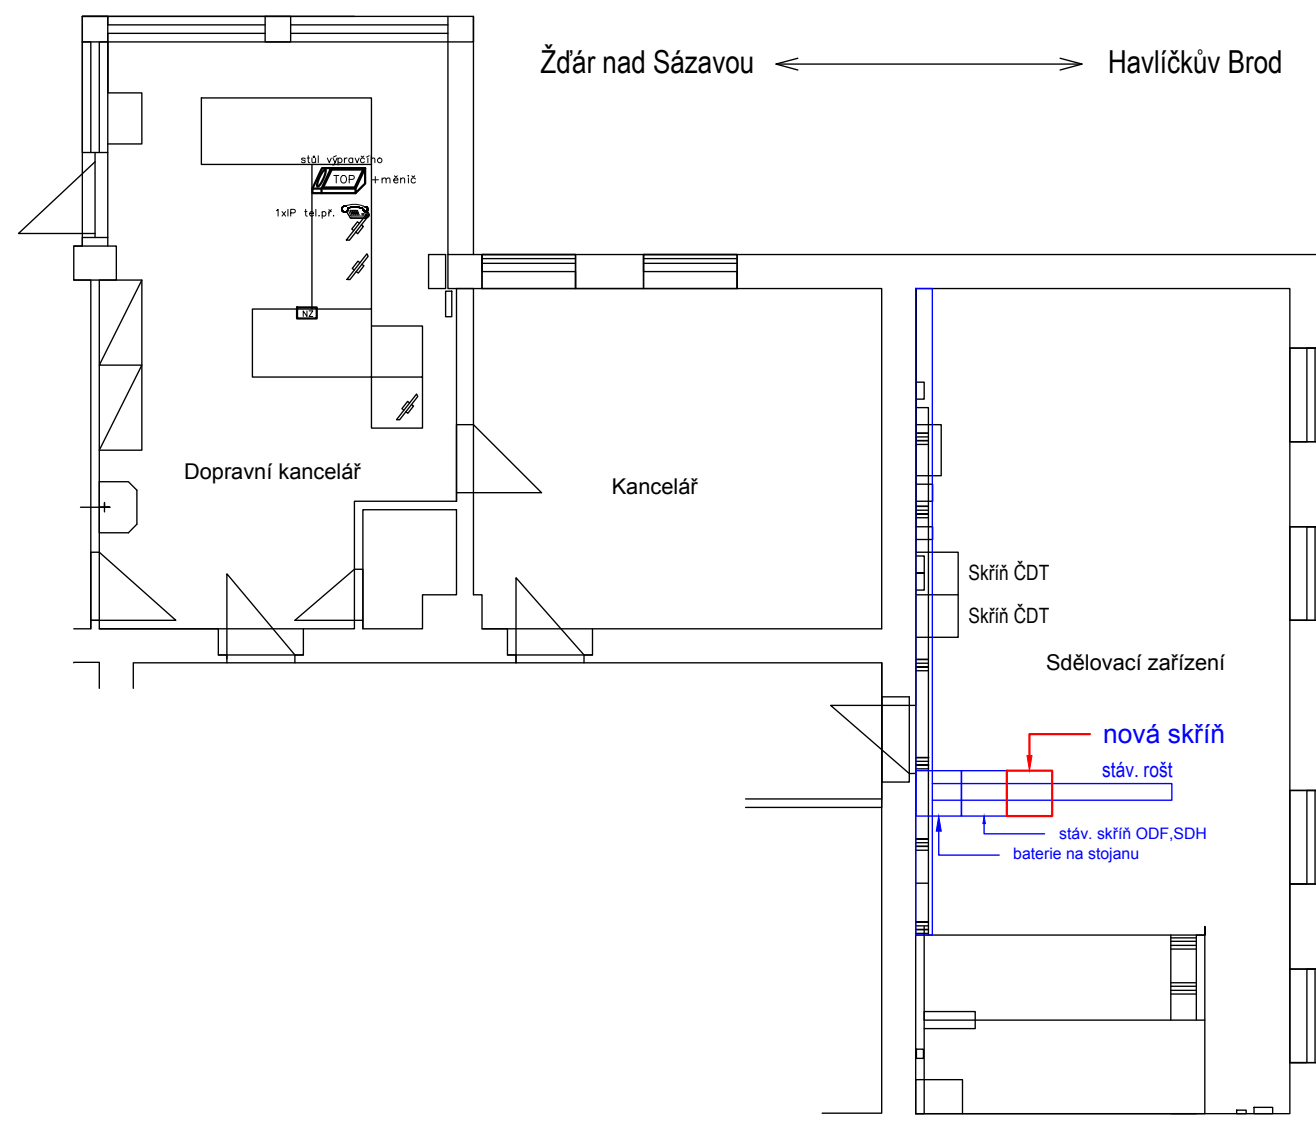 Žďár nad Sázavou
Havlíčkův Brod
stůl výpravčího
TOP
+měnič
1xIP tel.př.
NZ
Dopravní kancelář
Kancelář
Skříň ČDT
Skříň ČDT
Sdělovací zařízení
nová skříň
stáv. rošt
stáv. skříň ODF,SDH
baterie na stojanu